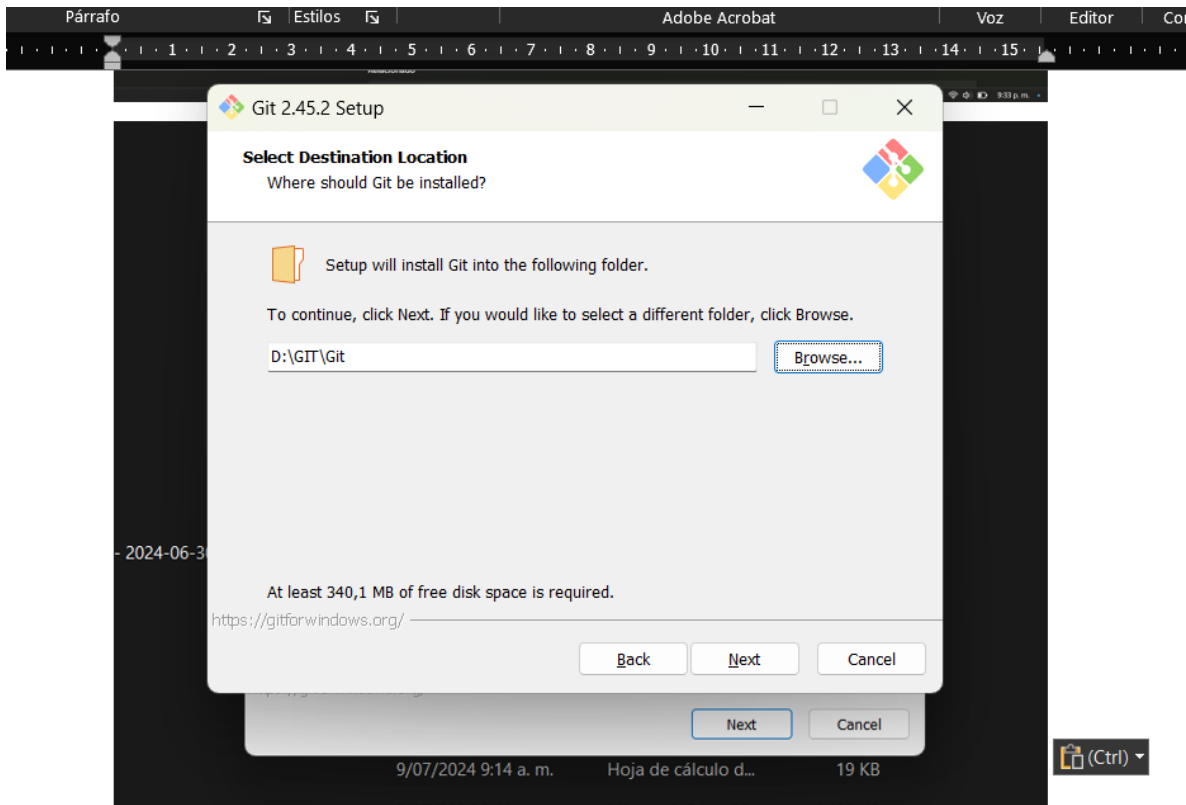 Párrafo Estilos Adobe Acrobat Voz Editor
1 2 3 4 5 6 7 8 9 10 11 12 13 14 15
Relacionado
9:33 p. m.
Git 2.45.2 Setup
Select Destination Location
Where should Git be installed?
Setup will install Git into the following folder.
To continue, click Next. If you would like to select a different folder, click Browse.
D:\GIT\Git Browse...
- 2024-06-30
At least 340,1 MB of free disk space is required.
https://gitforwindows.org/
Back Next Cancel
Next Cancel
9/07/2024 9:14 a. m. Hoja de cálculo d... 19 KB
(Ctrl)